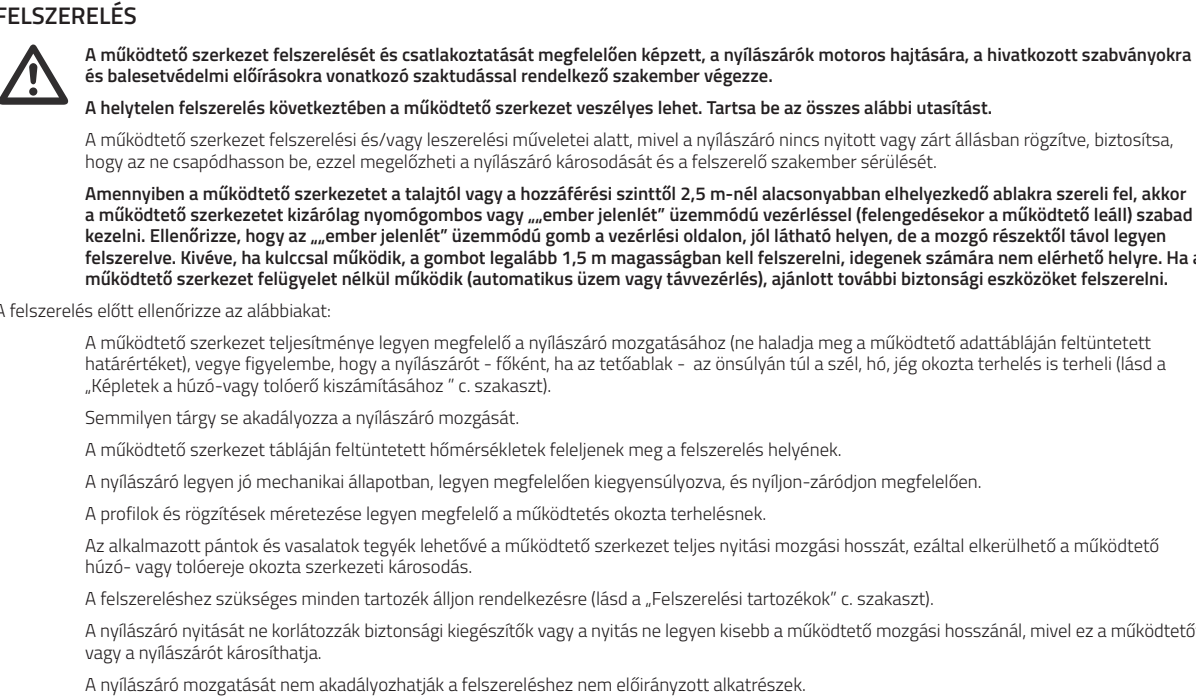 FELSZERELÉS
A működtető szerkezet felszerelését és csatlakoztatását megfelelően képzett, a nyílászárók motoros hajtására, a hivatkozott szabványokra
és balesetvédelmi előírásokra vonatkozó szaktudással rendelkező szakember végezze.
A helytelen felszerelés következtében a működtető szerkezet veszélyes lehet. Tartsa be az összes alábbi utasítást.
A működtető szerkezet felszerelési és/vagy leszerelési műveletei alatt, mivel a nyílászáró nincs nyitott vagy zárt állásban rögzítve, biztosítsa,
hogy az ne csapódhasson be, ezzel megelőzheti a nyílászáró károsodását és a felszerelő szakember sérülését.
Amennyiben a működtető szerkezetet a talajtól vagy a hozzáférési szinttől 2,5 m-nél alacsonyabban elhelyezkedő ablakra szereli fel, akkor
a működtető szerkezetet kizárólag nyomógombos vagy „„ember jelenlét” üzemmódú vezérléssel (felengedésekor a működtető leáll) szabad
kezelni. Ellenőrizze, hogy az „„ember jelenlét” üzemmódú gomb a vezérlési oldalon, jól látható helyen, de a mozgó részektől távol legyen
felszerelve. Kivéve, ha kulccsal működik, a gombot legalább 1,5 m magasságban kell felszerelni, idegenek számára nem elérhető helyre. Ha a
működtető szerkezet felügyelet nélkül működik (automatikus üzem vagy távvezérlés), ajánlott további biztonsági eszközöket felszerelni.
A felszerelés előtt ellenőrizze az alábbiakat:
A működtető szerkezet teljesítménye legyen megfelelő a nyílászáró mozgatásához (ne haladja meg a működtető adattábláján feltüntetett
határértéket), vegye figyelembe, hogy a nyílászárót - főként, ha az tetőablak - az önsúlyán túl a szél, hó, jég okozta terhelés is terheli (lásd a
„Képletek a húzó-vagy tolóerő kiszámításához ” c. szakaszt).
Semmilyen tárgy se akadályozza a nyílászáró mozgását.
A működtető szerkezet tábláján feltüntetett hőmérsékletek feleljenek meg a felszerelés helyének.
A nyílászáró legyen jó mechanikai állapotban, legyen megfelelően kiegyensúlyozva, és nyíljon-záródjon megfelelően.
A profilok és rögzítések méretezése legyen megfelelő a működtetés okozta terhelésnek.
Az alkalmazott pántok és vasalatok tegyék lehetővé a működtető szerkezet teljes nyitási mozgási hosszát, ezáltal elkerülhető a működtető
húzó- vagy tolóereje okozta szerkezeti károsodás.
A felszereléshez szükséges minden tartozék álljon rendelkezésre (lásd a „Felszerelési tartozékok” c. szakaszt).
A nyílászáró nyitását ne korlátozzák biztonsági kiegészítők vagy a nyitás ne legyen kisebb a működtető mozgási hosszánál, mivel ez a működtető
vagy a nyílászárót károsíthatja.
A nyílászáró mozgatását nem akadályozhatják a felszereléshez nem előirányzott alkatrészek.